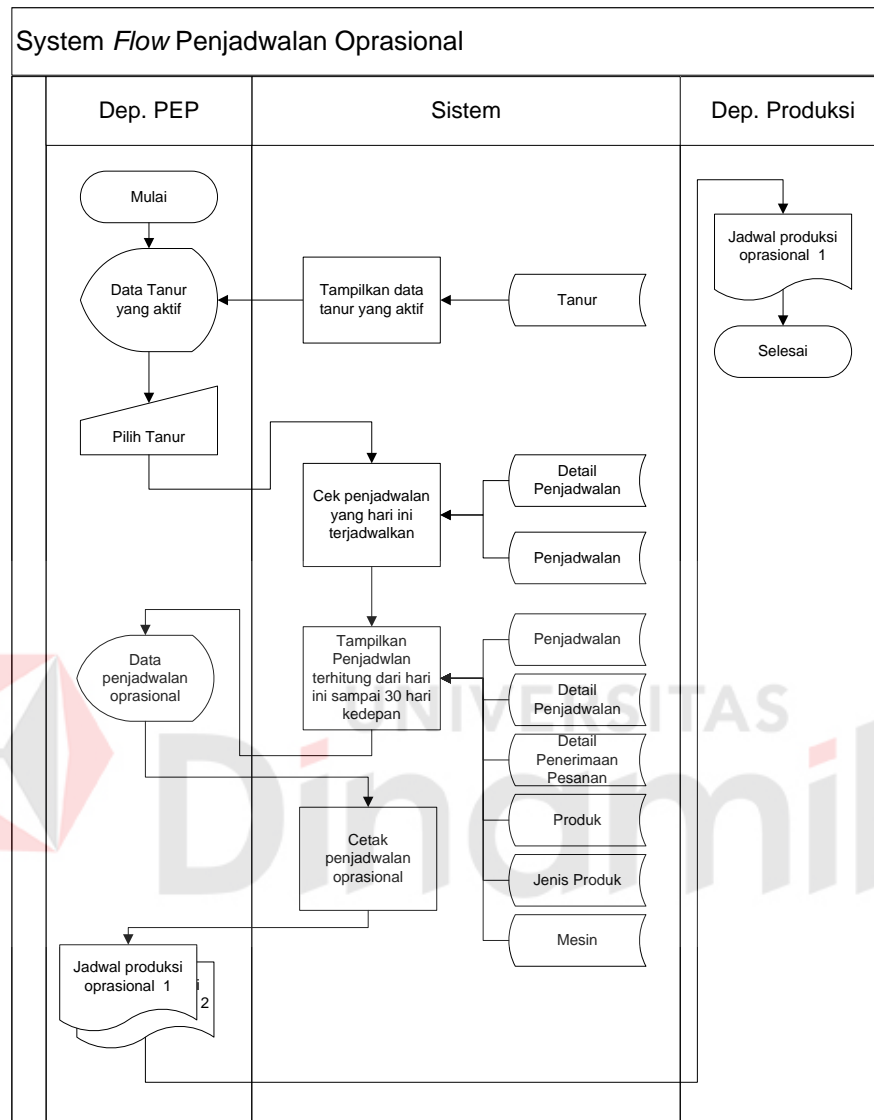 System Flow Penjadwalan Oprasional
Dep. PEP
Sistem
Dep. Produksi
Mulai
Data Tanur
yang aktif
Tampilkan data
tanur yang aktif
Tanur
Jadwal produksi
oprasional 1
Selesai
Pilih Tanur
Cek penjadwalan
yang hari ini
terjadwalkan
Detail
Penjadwalan
Penjadwalan
Data
penjadwalan
oprasional
Tampilkan
Penjadwlan
terhitung dari hari
ini sampai 30 hari
kedepan
Penjadwalan
Detail
Penjadwalan
Detail
Penerimaan
Pesanan
Produk
Jenis Produk
Mesin
Cetak
penjadwalan
oprasional
Jadwal produksi
oprasional 1
i
2
UNIVERSITAS
Dinamik